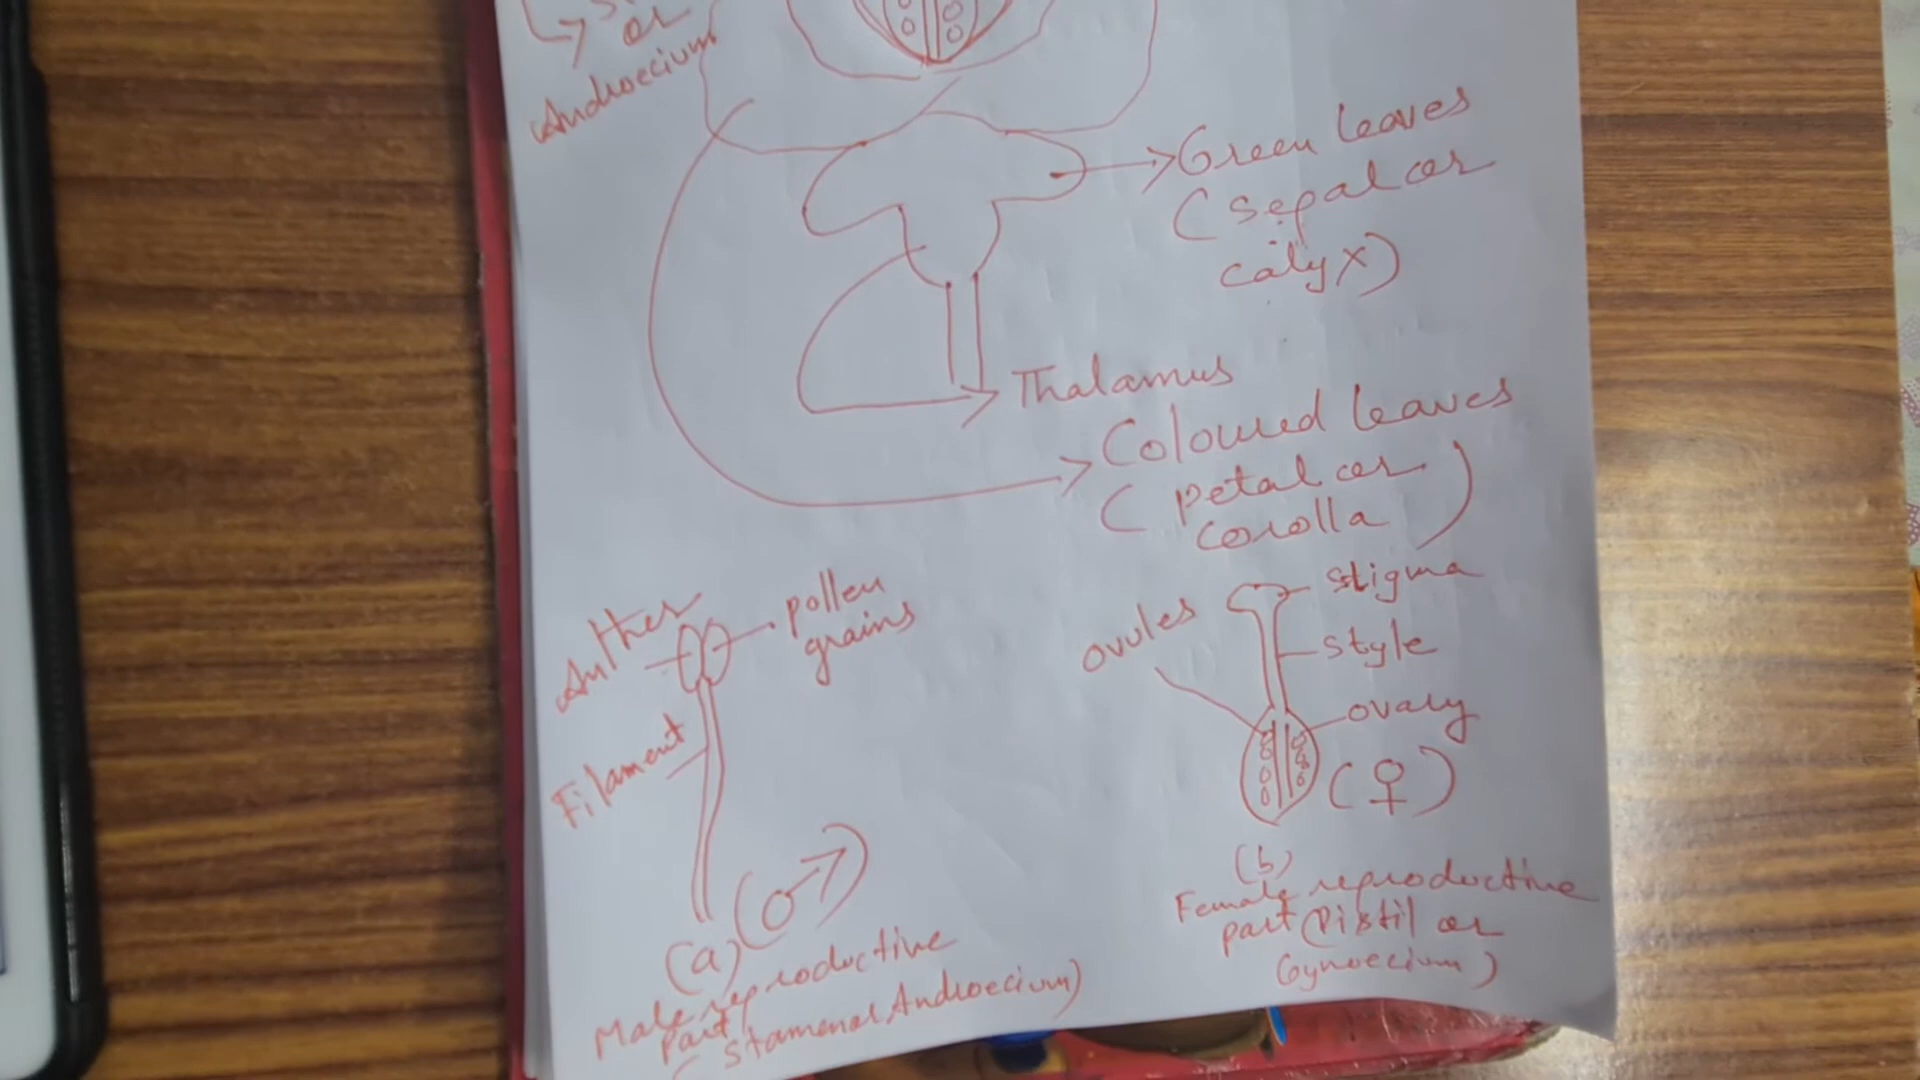 or
Androecium
Green leaves
(sepal or
calyx)
Thalamus
Coloured leaves
(petal or
corolla)
Anther
pollen
grains
Filament
(a) (♂)
Male reproductive
part
(stamen or Androecium)
ovules
stigma
style
ovary
(♀)
(b)
Female reproductive
part (Pistil or
Gynoecium)